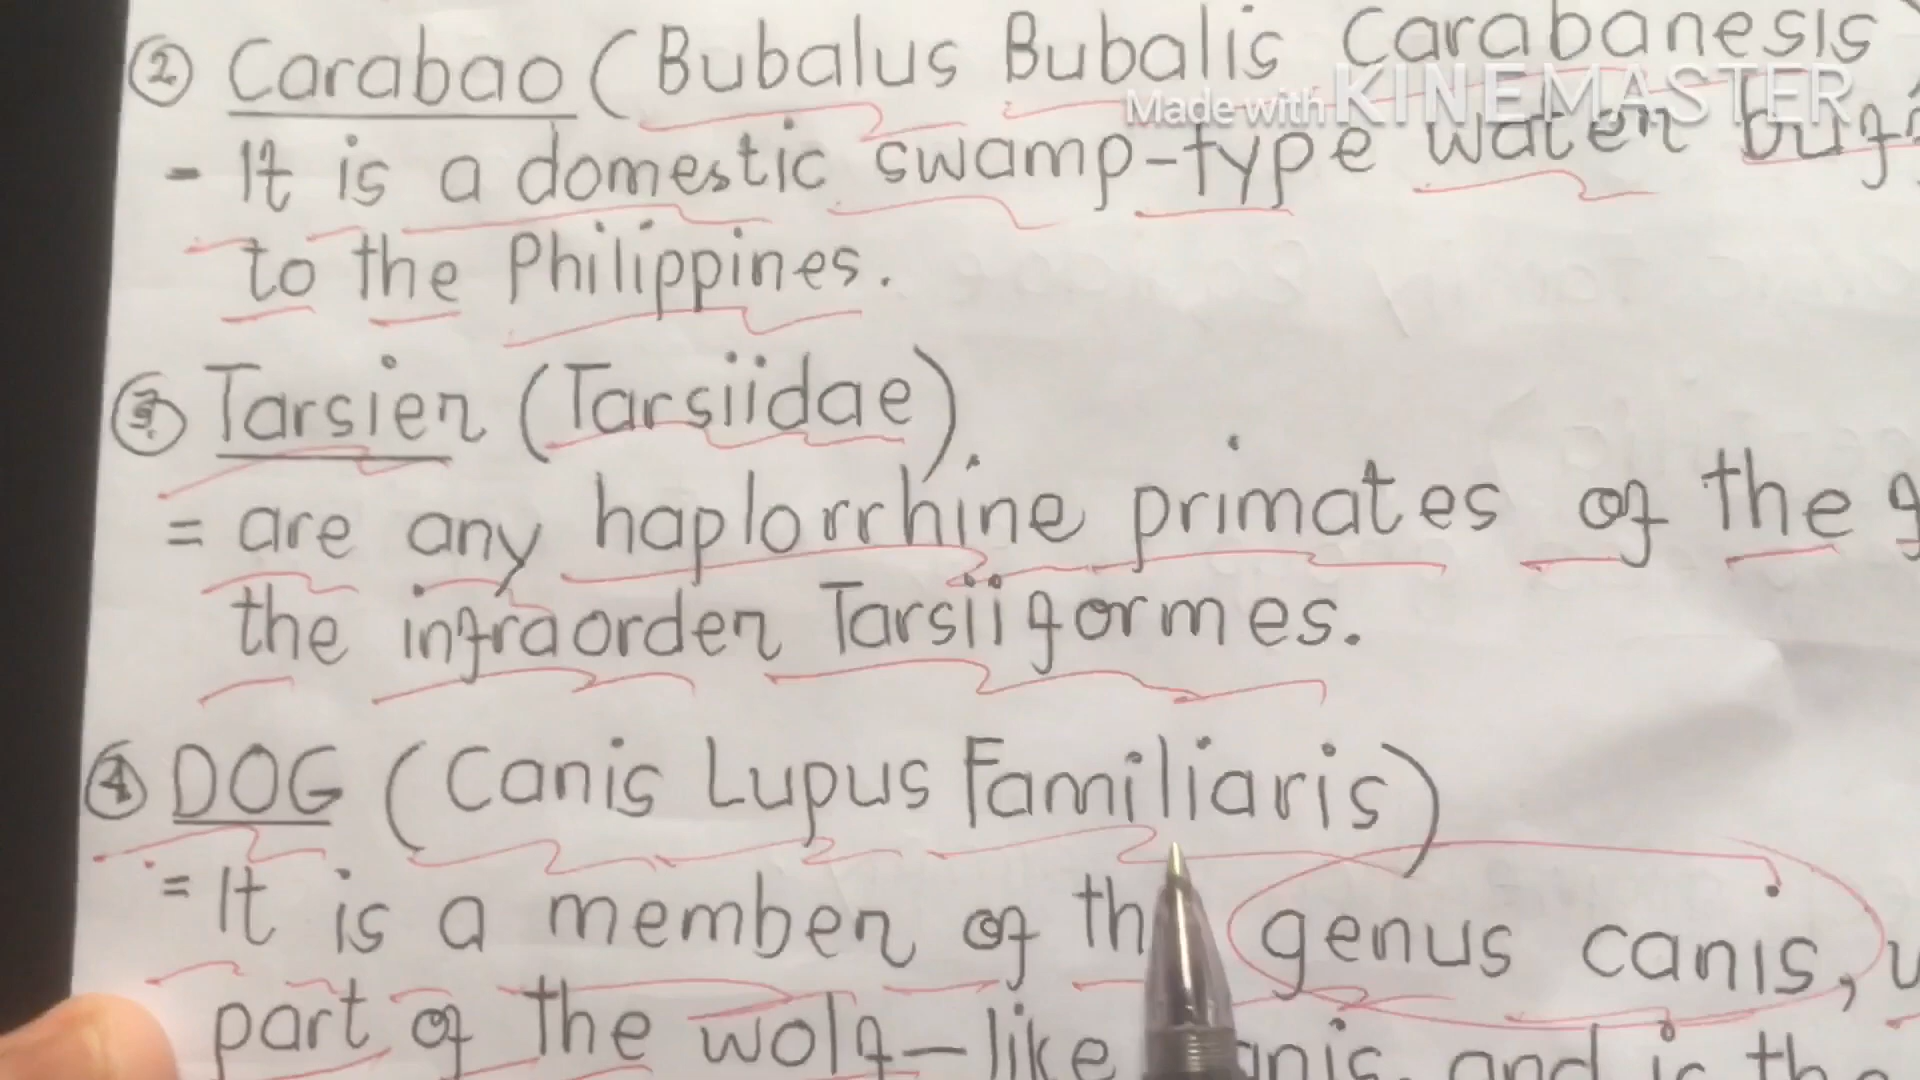 ② Carabao (Bubalus Bubalis Carabanesis)
Made with KINEMASTER
- It is a domestic swamp-type water
to the Philippines.
③ Tarsier (Tarsiidae).
= are any haplorrhine primates of the
the infraorder Tarsiiformes.
④ DOG (Canis Lupus Familiaris)
= It is a member of genus canis,
part of the wolf-like and is